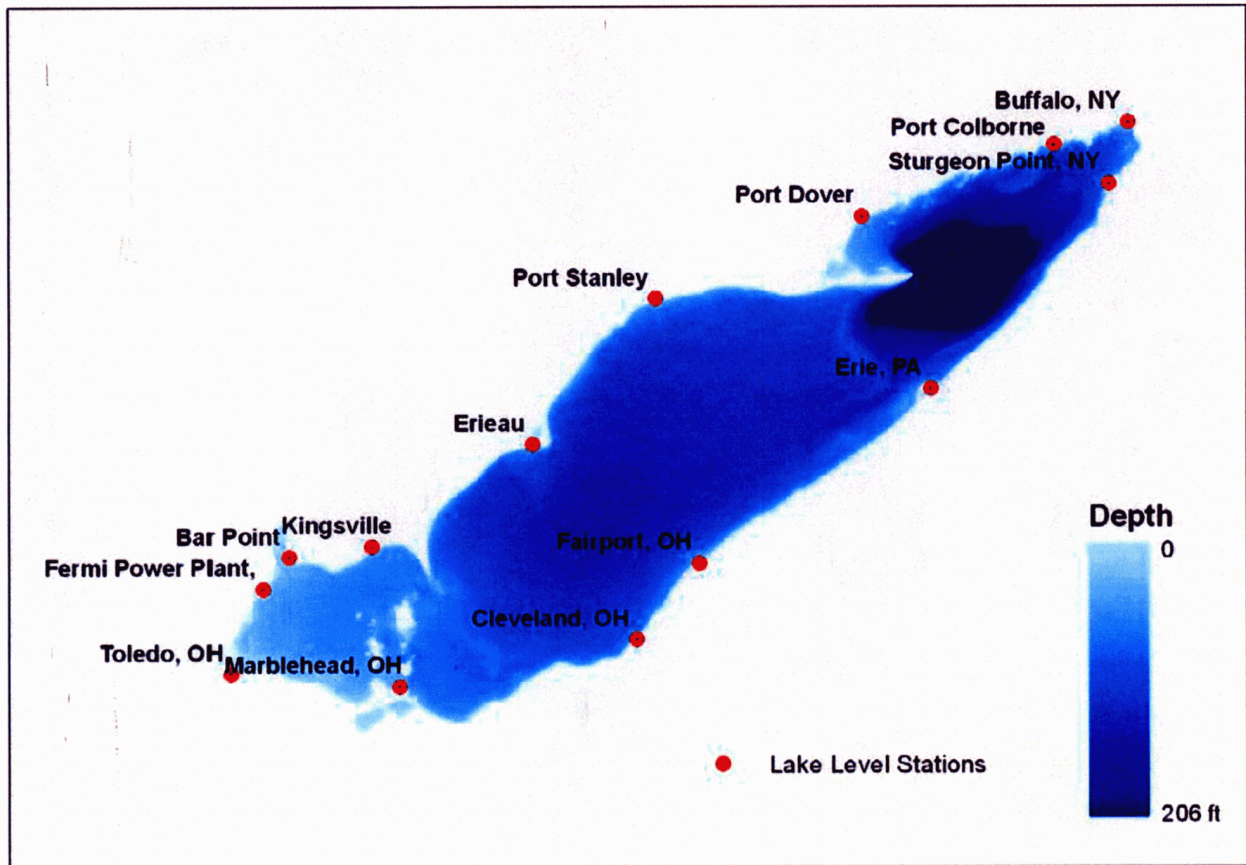 Buffalo, NY
Port Colborne
Sturgeon Point, NY
Port Dover
Port Stanley
Erie, PA
Erieau
Kingsville
Bar Point
Fermi Power Plant,
Fairport, OH
Cleveland, OH
Toledo, OH
Marblehead, OH
Depth
0
206 ft
Lake Level Stations